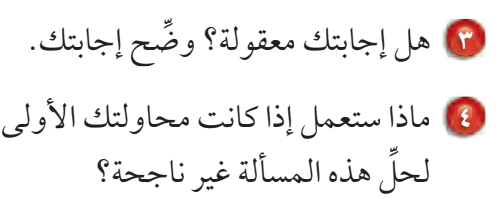 ٣ هل إجابتك معقولة؟ وضِّح إجابتك.
٤ ماذا ستعمل إذا كانت محاولتك الأولى
لحلِّ هذه المسألة غير ناجحة؟